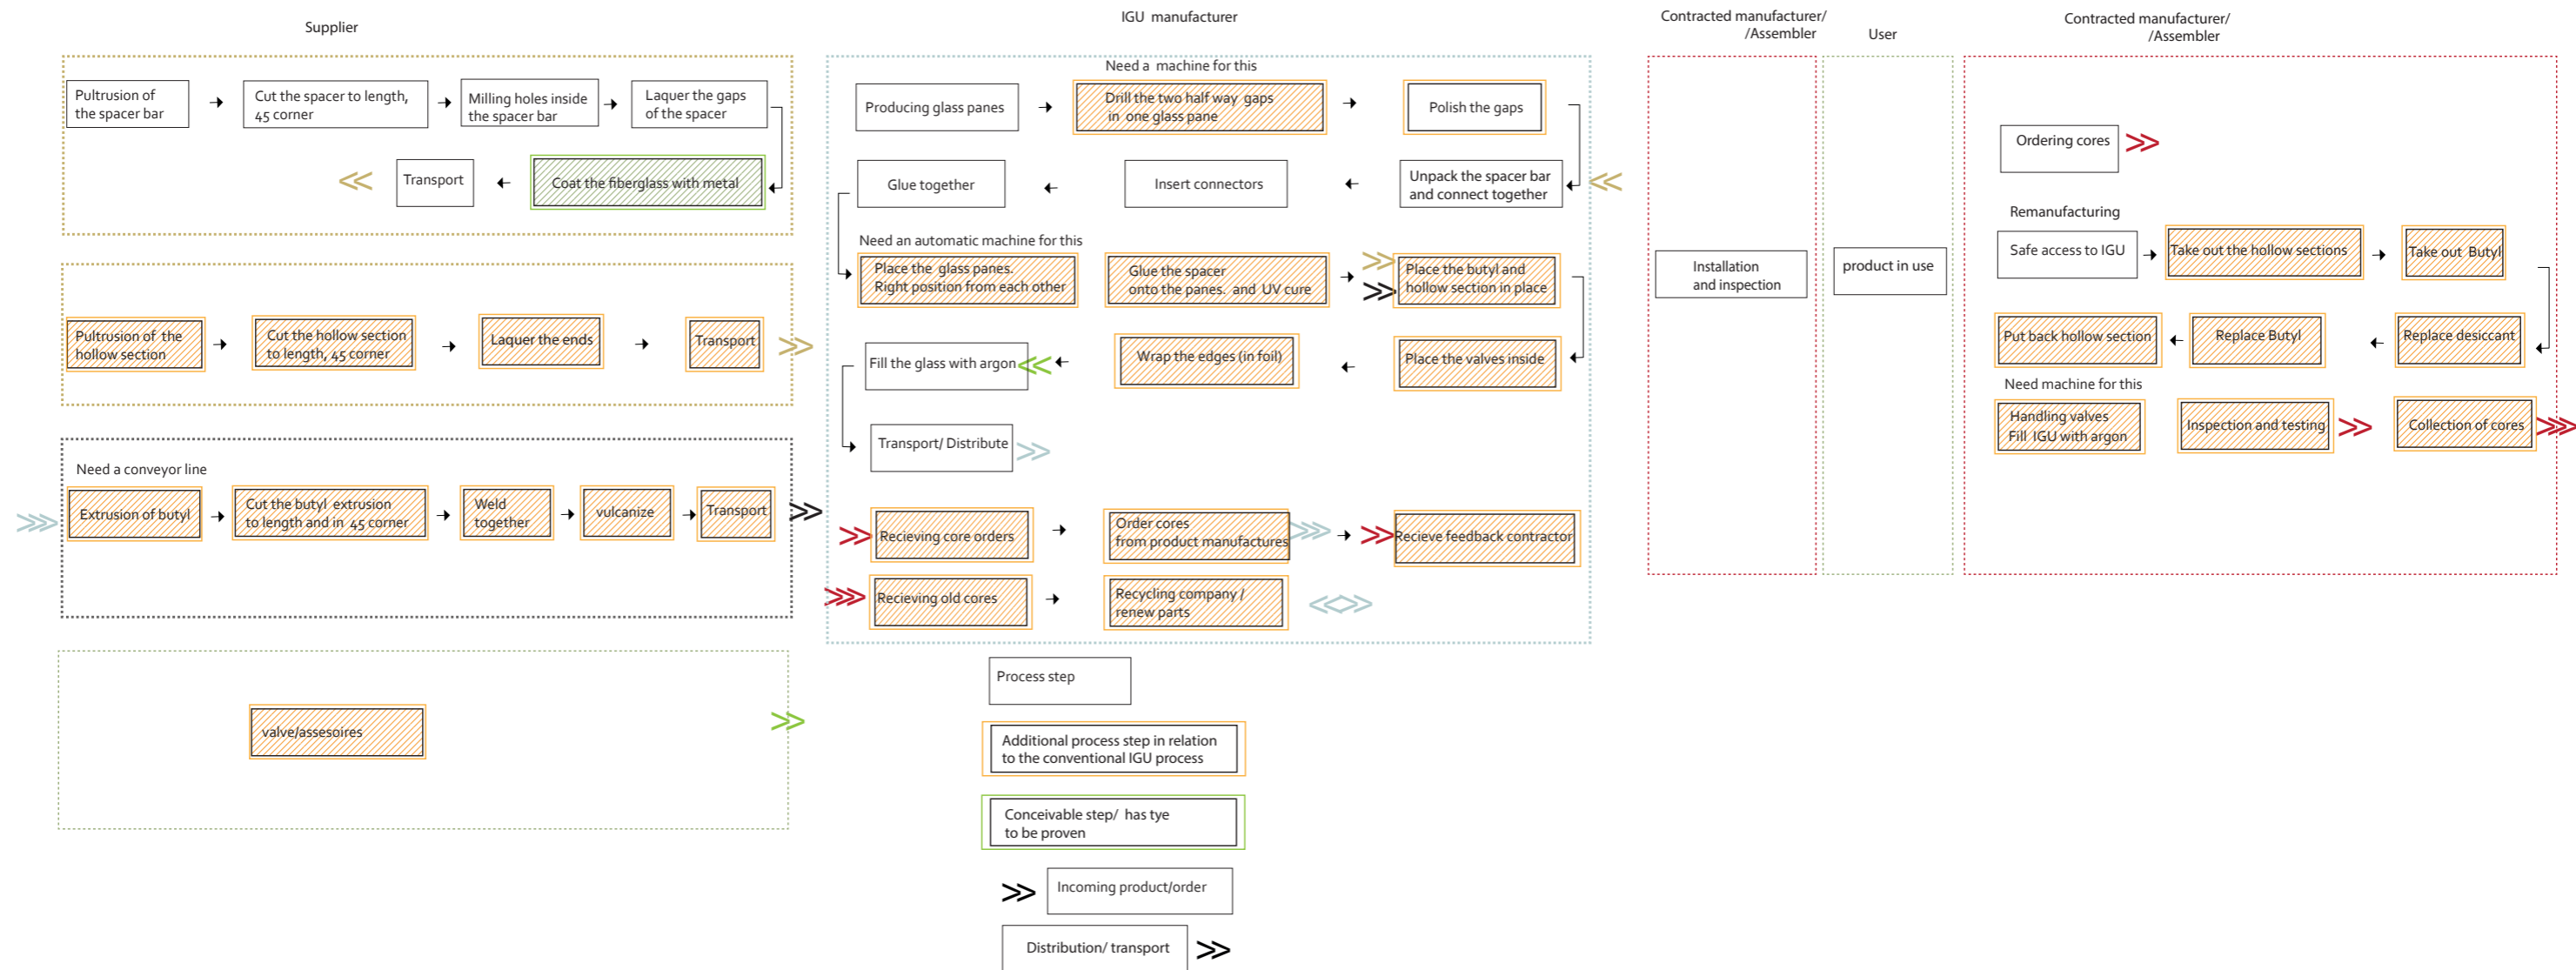 Supplier
IGU manufacturer
Contracted manufacturer/
/Assembler
User
Contracted manufacturer/
/Assembler
Pultrusion of
the spacer bar
Cut the spacer to length,
45 corner
Milling holes inside
the spacer bar
Laquer the gaps
of the spacer
Transport
Coat the fiberglass with metal
Pultrusion of the
hollow section
Cut the hollow section
to length, 45 corner
Laquer the ends
Transport
Need a conveyor line
Extrusion of butyl
Cut the butyl extrusion
to length and in 45 corner
Weld
together
vulcanize
Transport
valve/assesoires
Need a machine for this
Producing glass panes
Drill the two half way gaps
in one glass pane
Polish the gaps
Glue together
Insert connectors
Unpack the spacer bar
and connect together
Need an automatic machine for this
Place the glass panes.
Right position from each other
Glue the spacer
onto the panes. and UV cure
Place the butyl and
hollow section in place
Fill the glass with argon
Wrap the edges (in foil)
Place the valves inside
Transport/ Distribute
Recieving core orders
Order cores
from product manufactures
Recieve feedback contractor
Recieving old cores
Recycling company /
renew parts
Installation
and inspection
product in use
Ordering cores
Remanufacturing
Safe access to IGU
Take out the hollow sections
Take out Butyl
Put back hollow section
Replace Butyl
Replace desiccant
Need machine for this
Handling valves
Fill IGU with argon
Inspection and testing
Collection of cores
Process step
Additional process step in relation
to the conventional IGU process
Conceivable step/ has tye
to be proven
Incoming product/order
Distribution/ transport